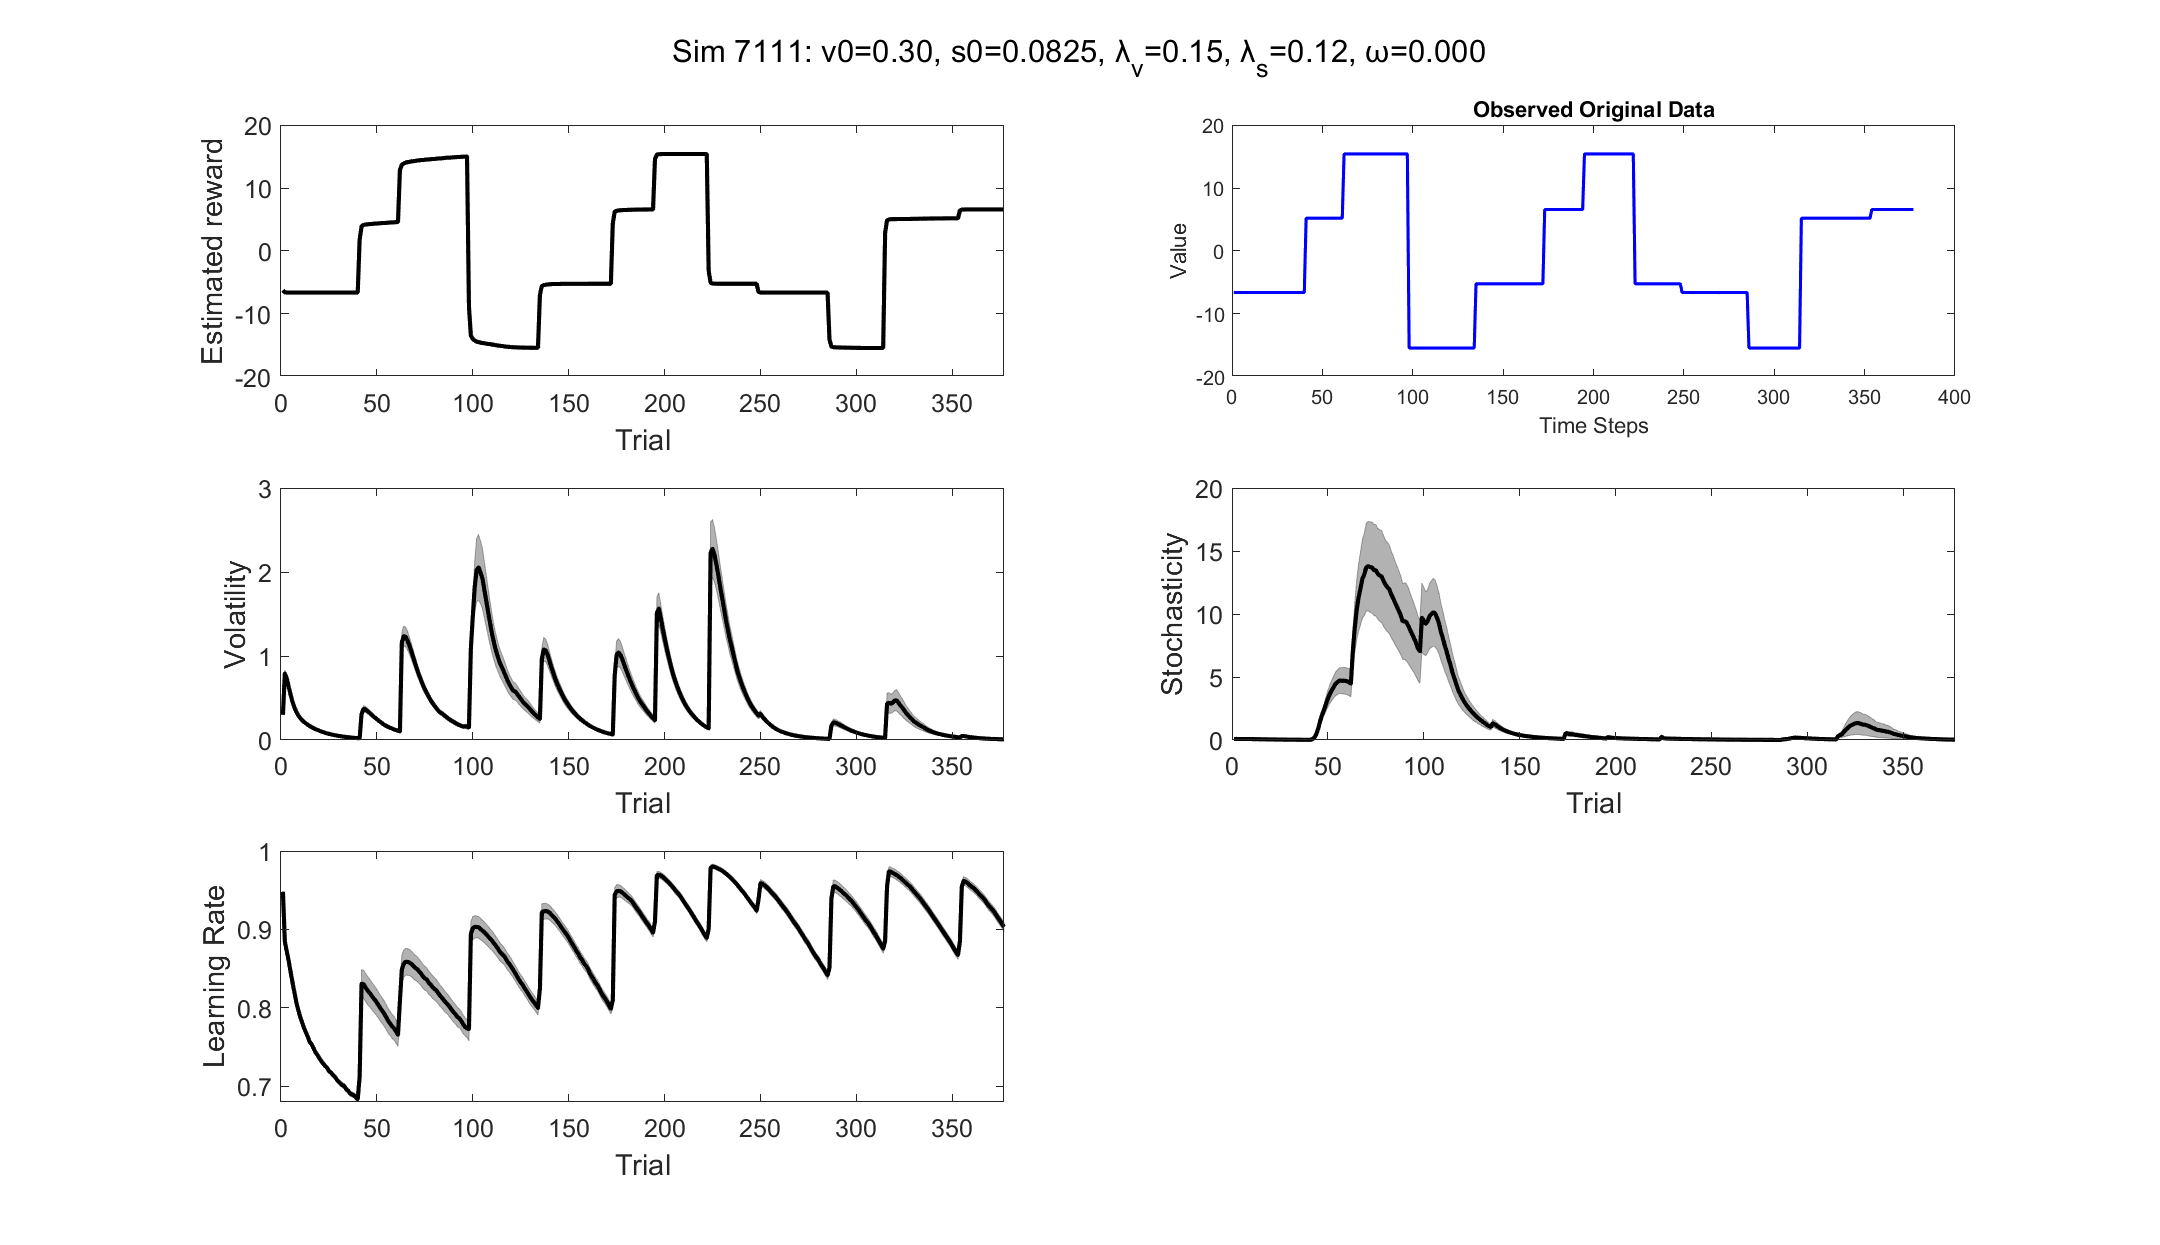 Sim 7111: v0=0.30, s0=0.0825, λv=0.15, λs=0.12, ω=0.000
Estimated reward
20
10
0
-10
-20
0 50 100 150 200 250 300 350
Trial
Observed Original Data
Value
20
10
0
-10
-20
0 50 100 150 200 250 300 350 400
Time Steps
Volatility
3
2
1
0
0 50 100 150 200 250 300 350
Trial
Stochasticity
20
15
10
5
0
0 50 100 150 200 250 300 350
Trial
Learning Rate
1
0.9
0.8
0.7
0 50 100 150 200 250 300 350
Trial